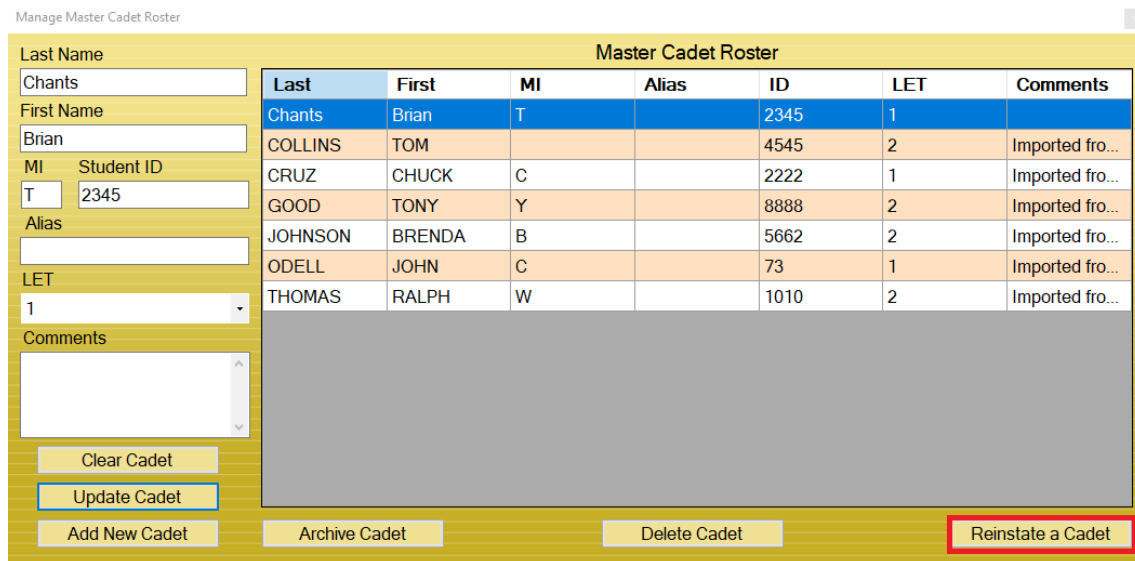 Manage Master Cadet Roster
Last Name
Chants
First Name
Brian
MI Student ID
T 2345
Alias
LET
1
Comments
Clear Cadet
Update Cadet
Add New Cadet
Master Cadet Roster
Last First MI Alias ID LET Comments
Chants Brian T 2345 1
COLLINS TOM 4545 2 Imported fro...
CRUZ CHUCK C 2222 1 Imported fro...
GOOD TONY Y 8888 2 Imported fro...
JOHNSON BRENDA B 5662 2 Imported fro...
ODELL JOHN C 73 1 Imported fro...
THOMAS RALPH W 1010 2 Imported fro...
Archive Cadet Delete Cadet Reinstate a Cadet